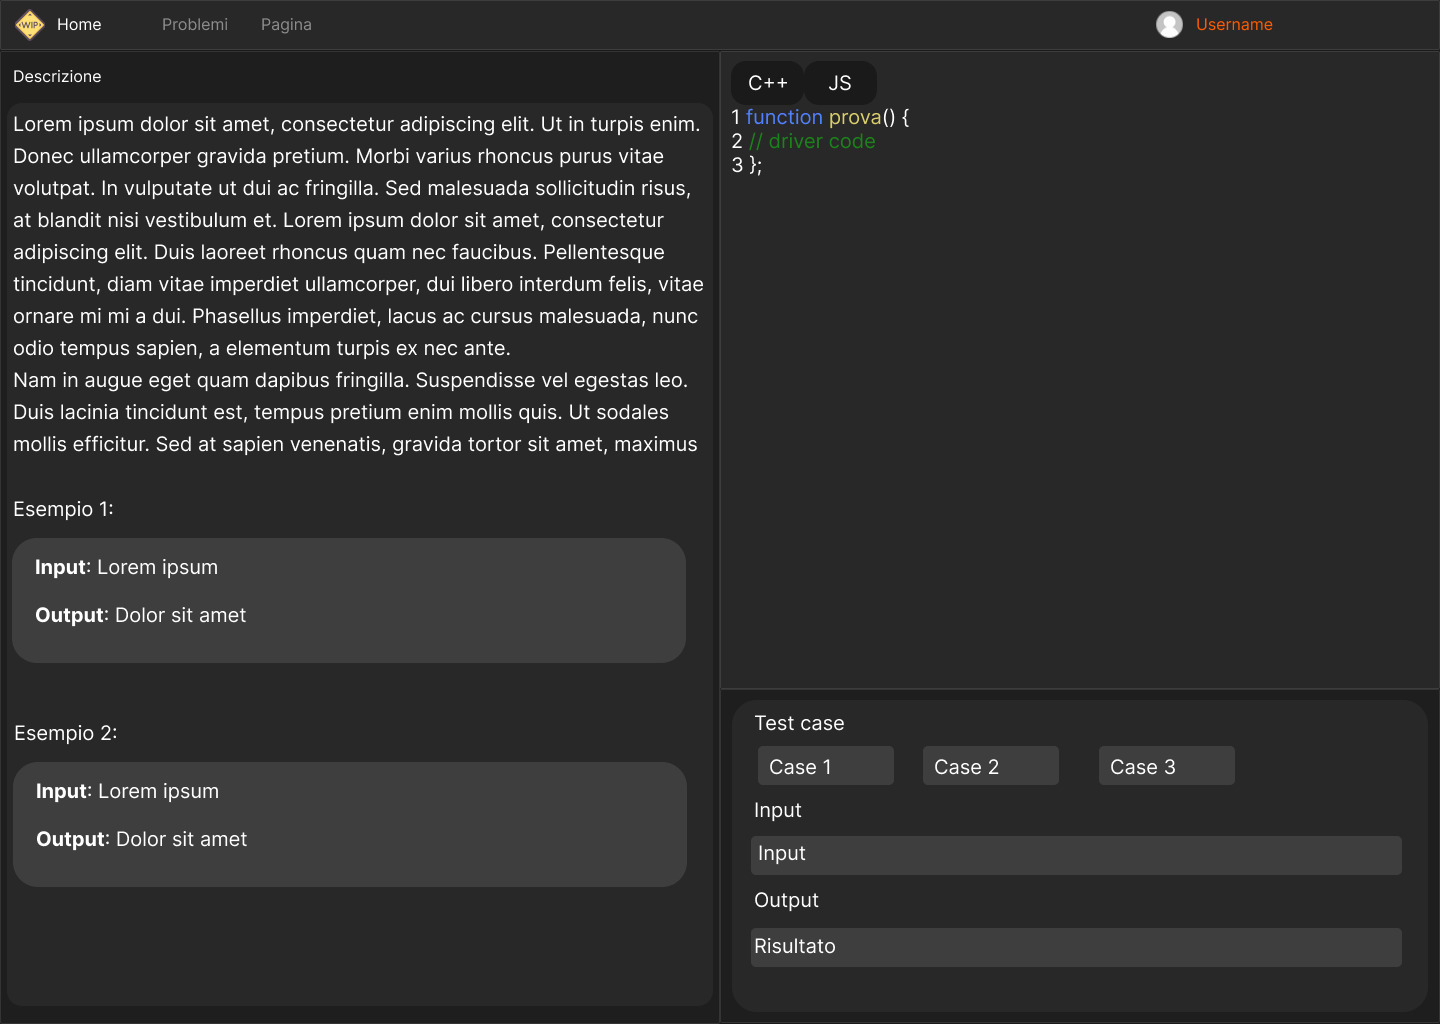 WIP
Home
Problemi
Pagina
Username
Descrizione
Lorem ipsum dolor sit amet, consectetur adipiscing elit. Ut in turpis enim.
Donec ullamcorper gravida pretium. Morbi varius rhoncus purus vitae
volutpat. In vulputate ut dui ac fringilla. Sed malesuada sollicitudin risus,
at blandit nisi vestibulum et. Lorem ipsum dolor sit amet, consectetur
adipiscing elit. Duis laoreet rhoncus quam nec faucibus. Pellentesque
tincidunt, diam vitae imperdiet ullamcorper, dui libero interdum felis, vitae
ornare mi mi a dui. Phasellus imperdiet, lacus ac cursus malesuada, nunc
odio tempus sapien, a elementum turpis ex nec ante.
Nam in augue eget quam dapibus fringilla. Suspendisse vel egestas leo.
Duis lacinia tincidunt est, tempus pretium enim mollis quis. Ut sodales
mollis efficitur. Sed at sapien venenatis, gravida tortor sit amet, maximus
Esempio 1:
Input: Lorem ipsum
Output: Dolor sit amet
Esempio 2:
Input: Lorem ipsum
Output: Dolor sit amet
C++
JS
1 function prova() {
2 // driver code
3 };
Test case
Case 1
Case 2
Case 3
Input
Input
Output
Risultato